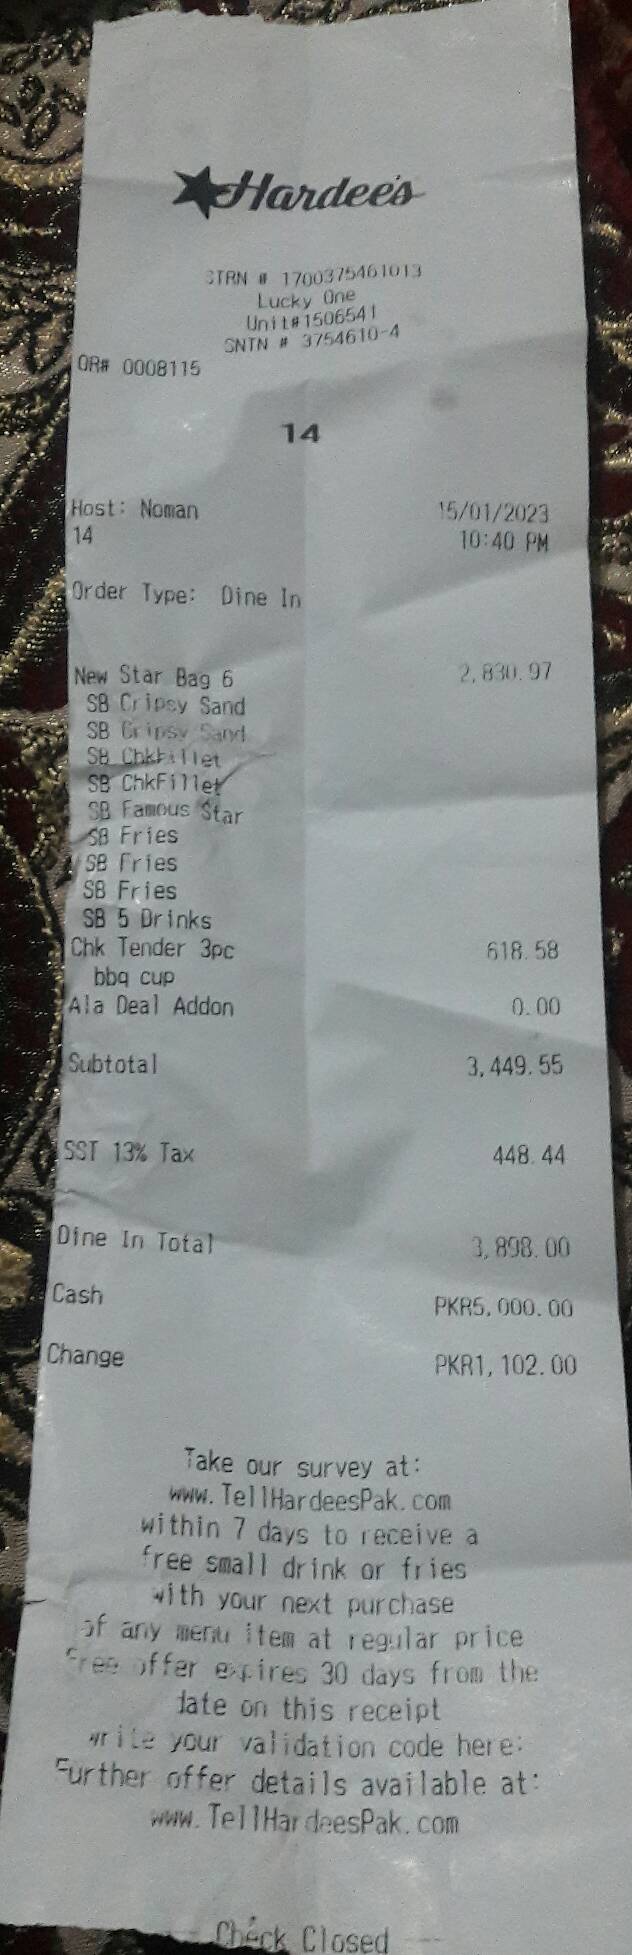 Hardee's
STRN # 1700375461013
Lucky One
Unit#1506541
SNTN # 3754610-4
OR# 0008115
14
Host: Noman 15/01/2023
14 10:40 PM
Order Type: Dine In
New Star Bag 6 2,830.97
SB Cripsy Sand
SB Cripsy Sand
SB ChkFillet
SB ChkFillet
SB Famous Star
SB Fries
SB Fries
SB Fries
SB 5 Drinks
Chk Tender 3pc 618.58
bbq cup
Ala Deal Addon 0.00
Subtotal 3,449.55
SST 13% Tax 448.44
Dine In Total 3,898.00
Cash PKR5,000.00
Change PKR1,102.00
Take our survey at:
www.TellHardeesPak.com
within 7 days to receive a
free small drink or fries
with your next purchase
of any menu item at regular price
Free offer expires 30 days from the
date on this receipt
write your validation code here:
Further offer details available at:
www.TellHardeesPak.com
Check Closed